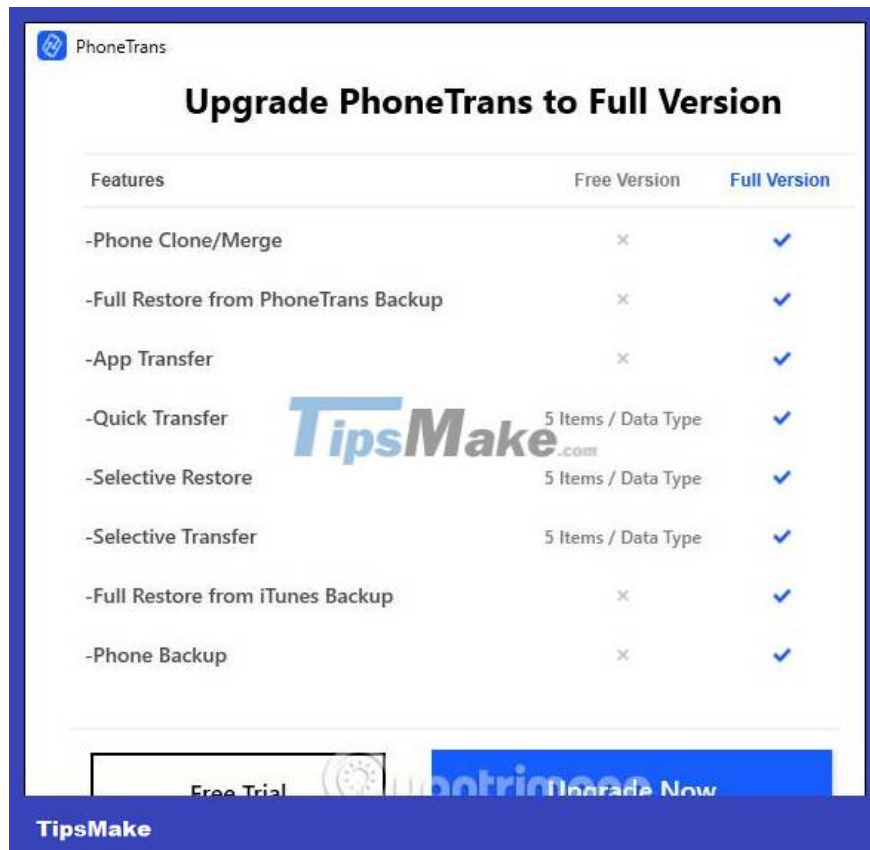 PhoneTrans
Upgrade PhoneTrans to Full Version
Features Free Version Full Version
-Phone Clone/Merge
-Full Restore from PhoneTrans Backup
-App Transfer
-Quick Transfer 5 Items / Data Type
TipsMake.com
-Selective Restore 5 Items / Data Type
-Selective Transfer 5 Items / Data Type
-Full Restore from iTunes Backup
-Phone Backup
Free Trial Upgrade Now
TipsMake